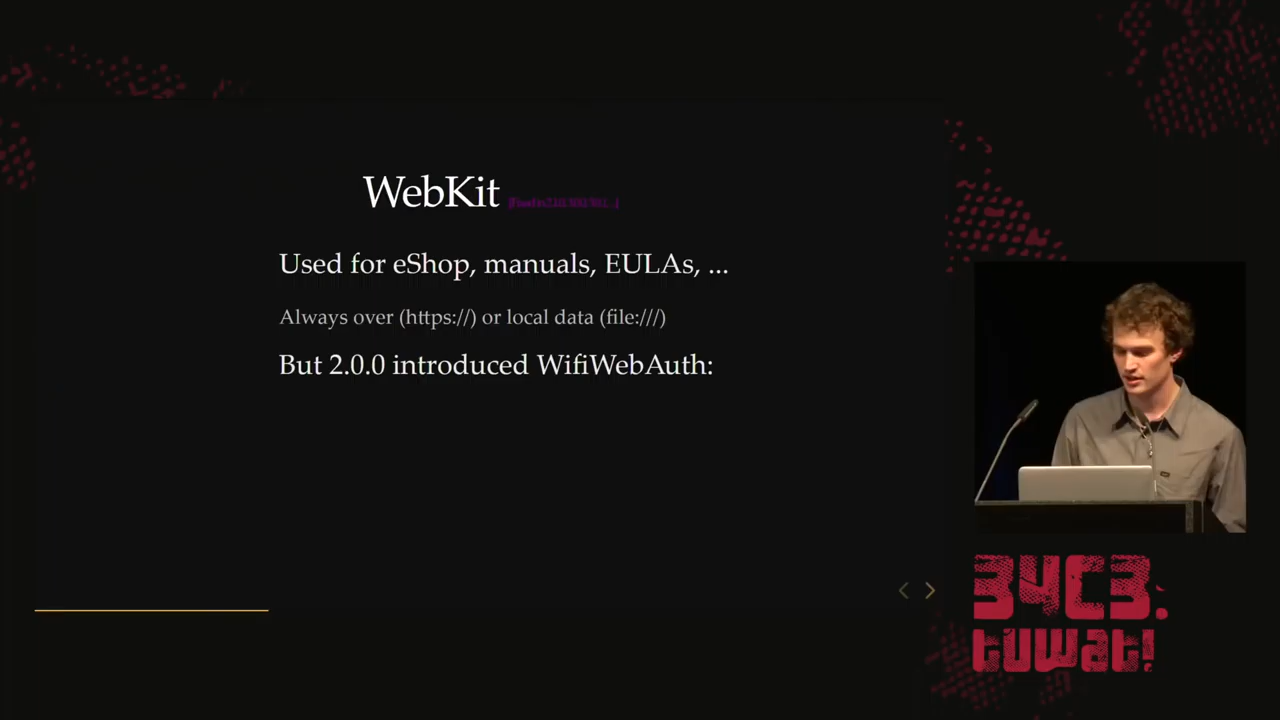 WebKit
Used for eShop, manuals, EULAs, ...
Always over (https://) or local data (file:///)
But 2.0.0 introduced WifiWebAuth:
34C3.
tuwat!